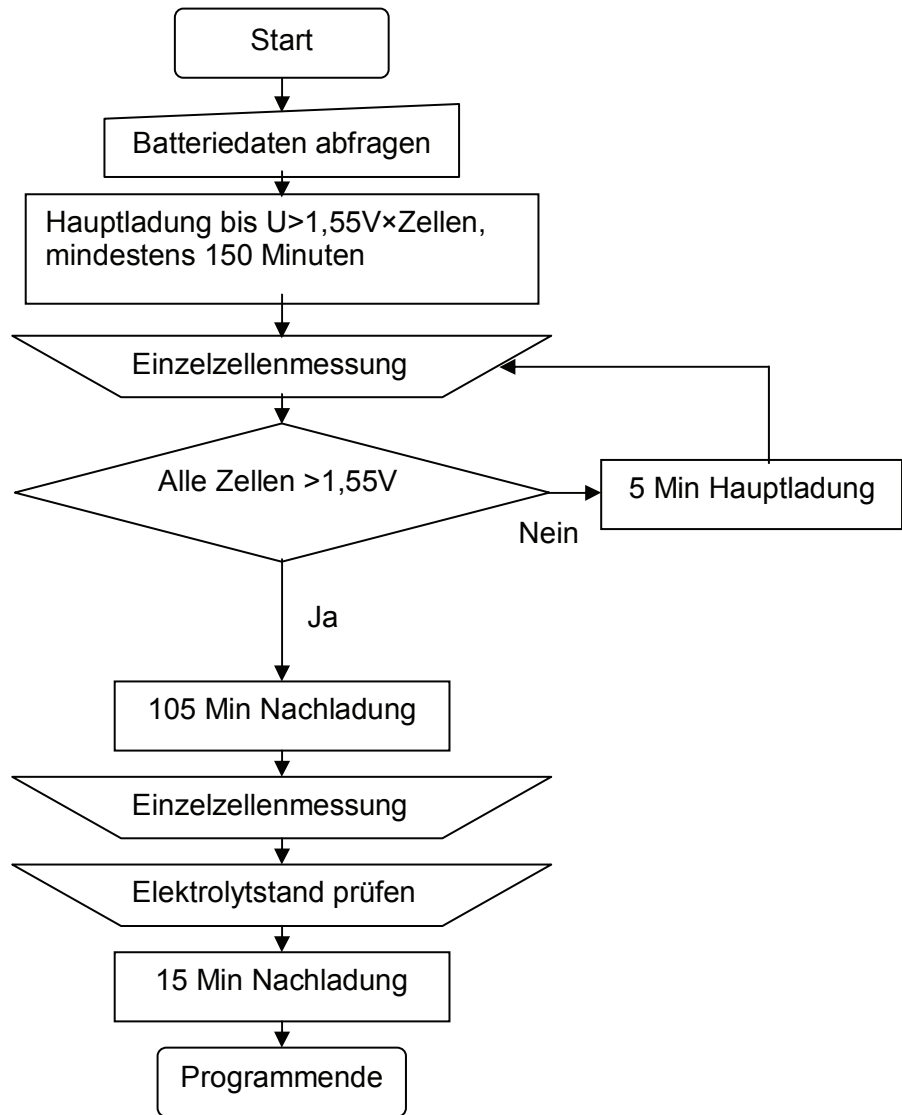 Start
Batteriedaten abfragen
Hauptladung bis U>1,55V×Zellen,
mindestens 150 Minuten
Einzelzellenmessung
Alle Zellen >1,55V
5 Min Hauptladung
Nein
Ja
105 Min Nachladung
Einzelzellenmessung
Elektrolytstand prüfen
15 Min Nachladung
Programmende